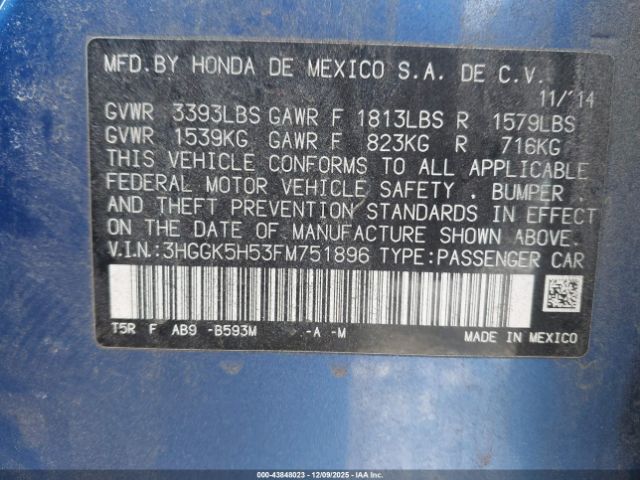 MFD. BY HONDA DE MEXICO S.A. DE C.V.
11/'14
GVWR 3393LBS GAWR F 1813LBS R 1579LBS
GVWR 1539KG GAWR F 823KG R 716KG
THIS VEHICLE CONFORMS TO ALL APPLICABLE
FEDERAL MOTOR VEHICLE SAFETY , BUMPER ,
AND THEFT PREVENTION STANDARDS IN EFFECT
ON THE DATE OF MANUFACTURE SHOWN ABOVE.
V.I.N.:3HGGK5H53FM751896 TYPE:PASSENGER CAR
T5R F AB9 -B593M - -A -M
MADE IN MEXICO
000-43848023 - 12/09/2025 - IAAI.COM